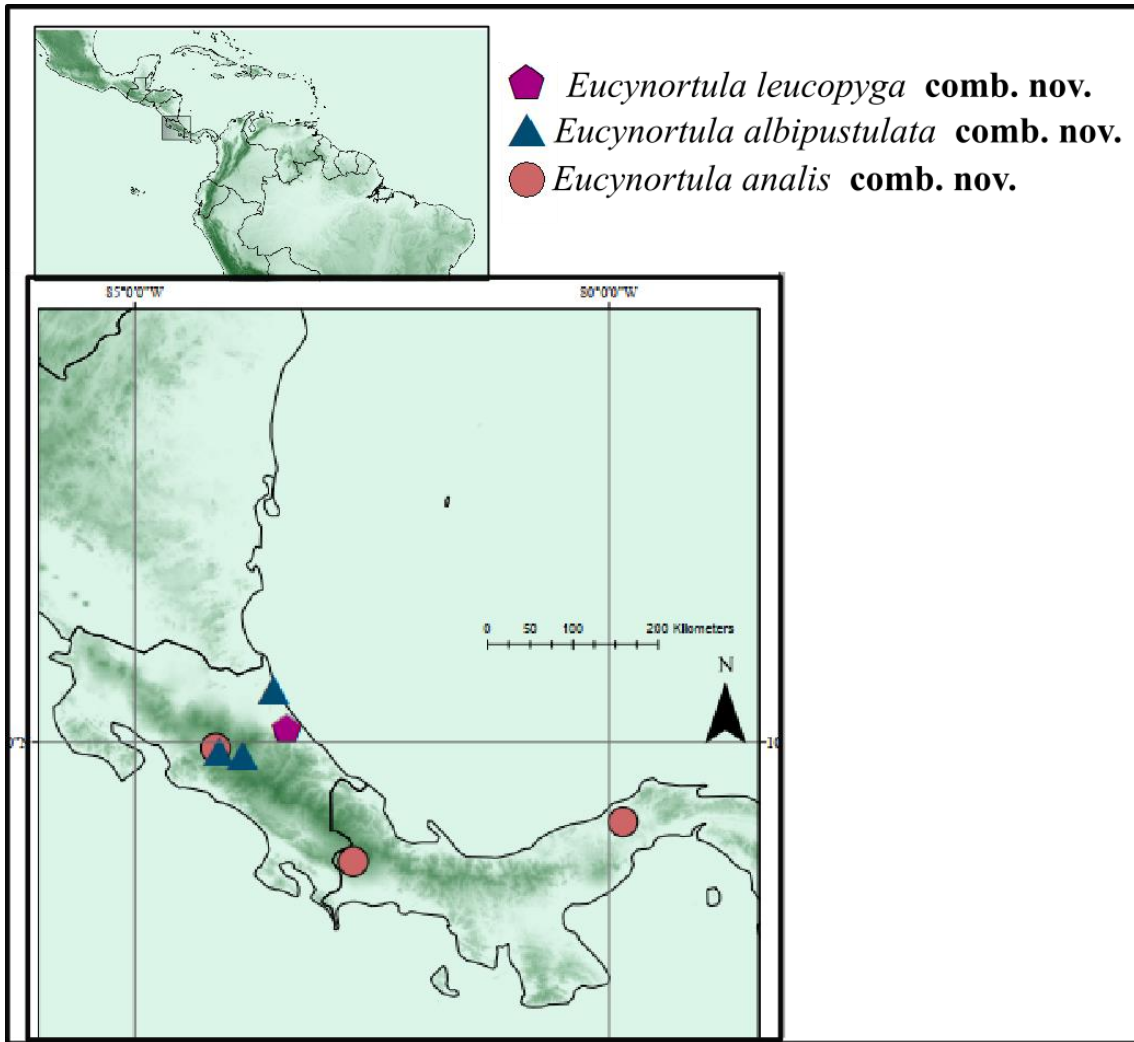 Eucynortula leucopyga comb. nov.
Eucynortula albipustulata comb. nov.
Eucynortula analis comb. nov.
85°0'0"W 80°0'0"W
0 50 100 200 Kilometers
N